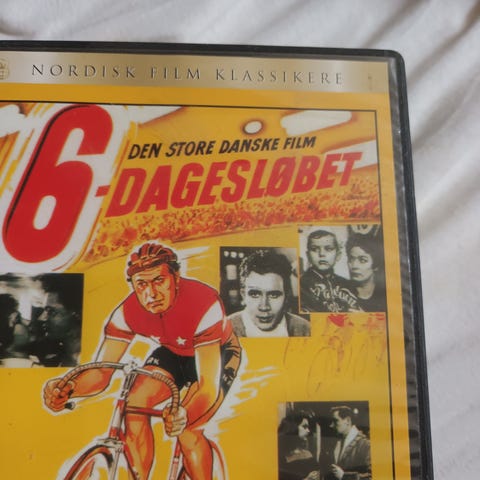 NORDISK FILM KLASSIKERE
DEN STORE DANSKE FILM
6-DAGESLØBET